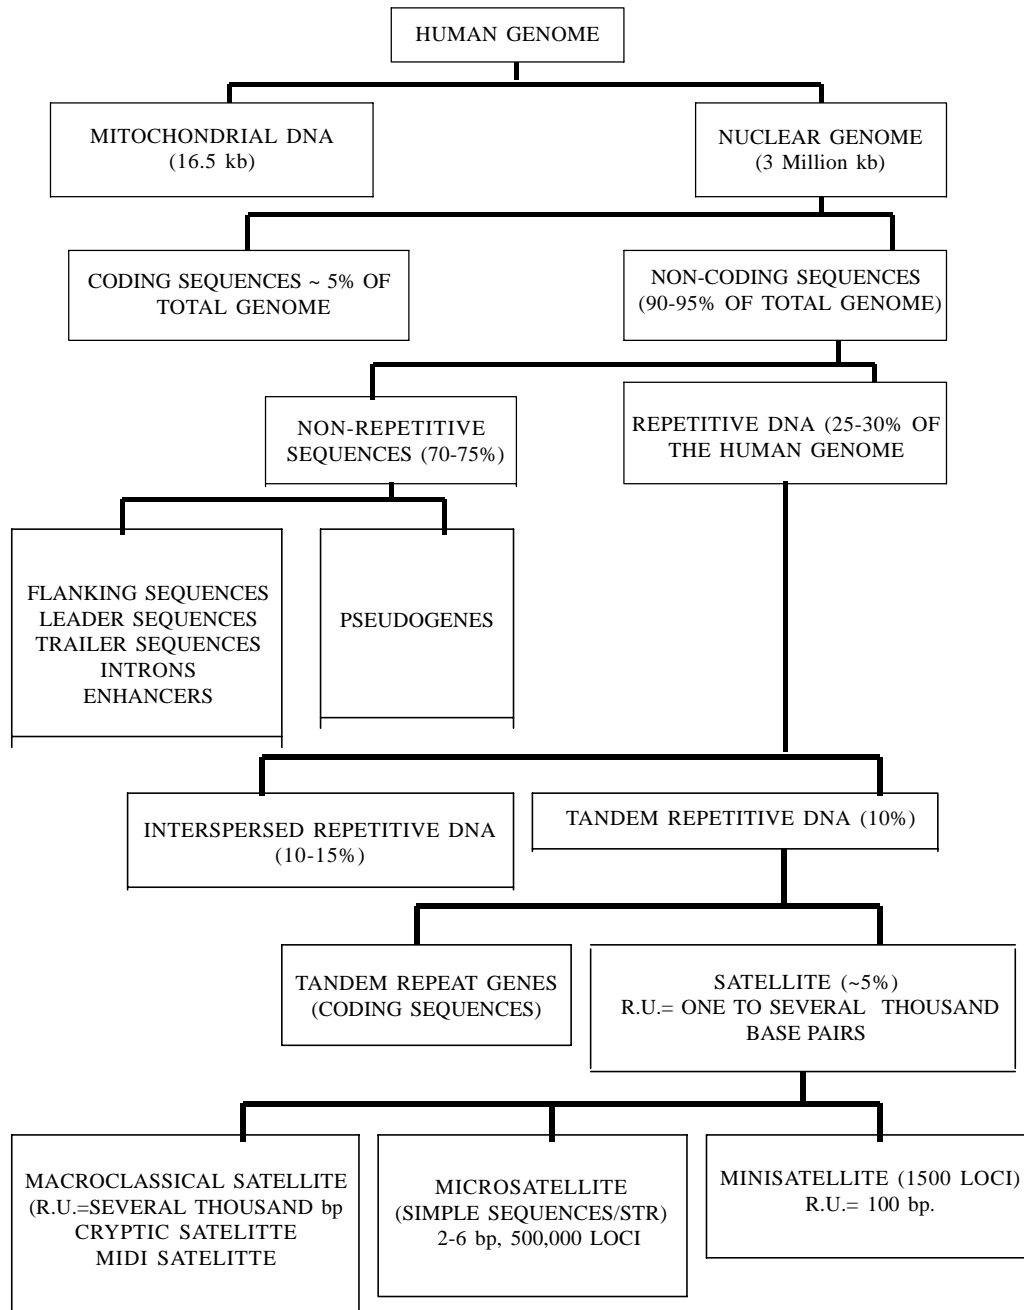 HUMAN GENOME
MITOCHONDRIAL DNA
(16.5 kb)
NUCLEAR GENOME
(3 Million kb)
CODING SEQUENCES ~ 5% OF
TOTAL GENOME
NON-CODING SEQUENCES
(90-95% OF TOTAL GENOME)
NON-REPETITIVE
SEQUENCES (70-75%)
REPETITIVE DNA (25-30% OF
THE HUMAN GENOME
FLANKING SEQUENCES
LEADER SEQUENCES
TRAILER SEQUENCES
INTRONS
ENHANCERS
PSEUDOGENES
INTERSPERSED REPETITIVE DNA
(10-15%)
TANDEM REPETITIVE DNA (10%)
TANDEM REPEAT GENES
(CODING SEQUENCES)
SATELLITE (~5%)
R.U.= ONE TO SEVERAL THOUSAND
BASE PAIRS
MACROCLASSICAL SATELLITE
(R.U.=SEVERAL THOUSAND bp
CRYPTIC SATELITTE
MIDI SATELITTE
MICROSATELLITE
(SIMPLE SEQUENCES/STR)
2-6 bp, 500,000 LOCI
MINISATELLITE (1500 LOCI)
R.U.= 100 bp.